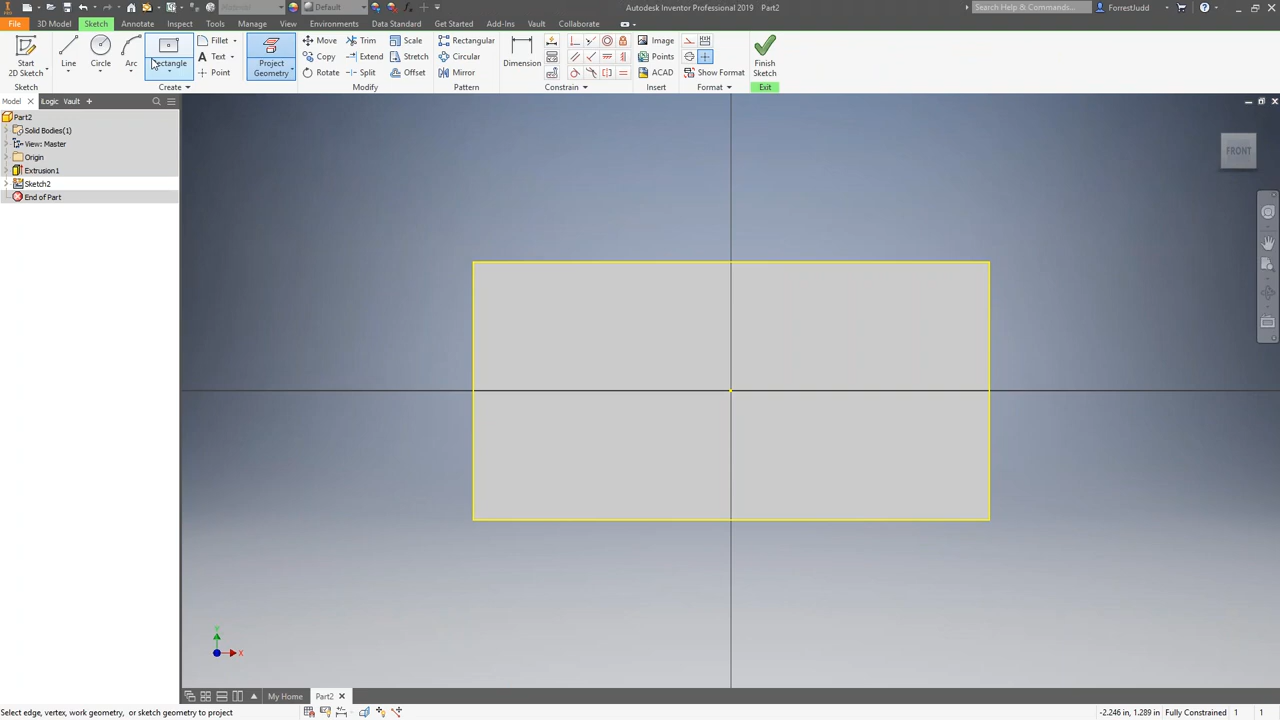 Autodesk Inventor Professional 2019 Part2
Search Help & Commands...
ForrestJudd
Material
Default
File 3D Model Sketch Annotate Inspect Tools Manage View Environments Data Standard Get Started Add-Ins Vault Collaborate
Start
2D Sketch
Line
Circle
Arc
Rectangle
Fillet
Text
Point
Project
Geometry
Move
Copy
Rotate
Trim
Extend
Split
Scale
Stretch
Offset
Rectangular
Circular
Mirror
Dimension
Image
Points
ACAD
Show Format
Finish
Sketch
Sketch Create Modify Pattern Constrain Insert Format Exit
Model Logic Vault
Part2
Solid Bodies(1)
View: Master
Origin
Extrusion1
Sketch2
End of Part
FRONT
Y
X
My Home Part2
Select edge, vertex, work geometry, or sketch geometry to project
-2.246 in, 1.289 in Fully Constrained 1 1